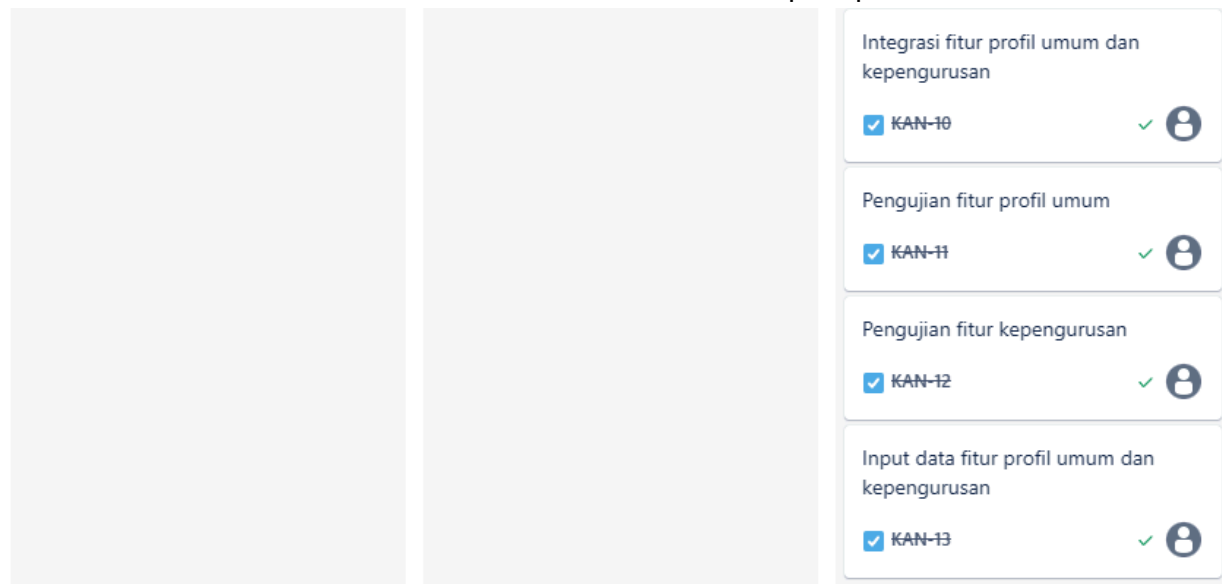 Integrasi fitur profil umum dan
kepengurusan
KAN-10
Pengujian fitur profil umum
KAN-11
Pengujian fitur kepengurusan
KAN-12
Input data fitur profil umum dan
kepengurusan
KAN-13